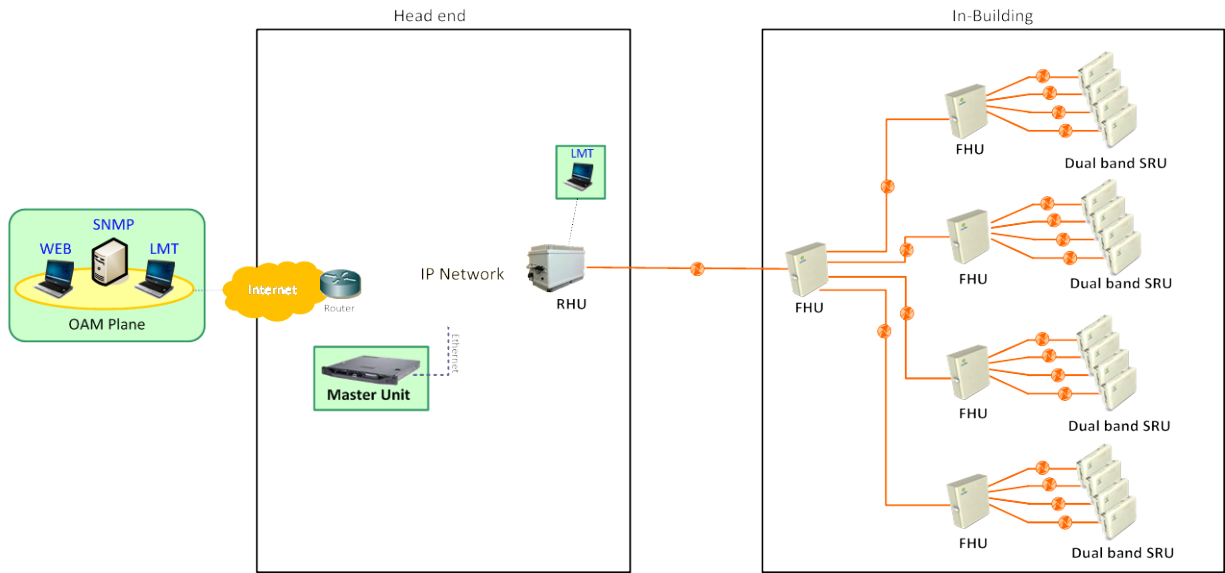 Head end
In-Building
LMT
FHU
Dual band SRU
SNMP
WEB
LMT
OAM Plane
Internet
Router
IP Network
RHU
FHU
FHU
Dual band SRU
Ethernet
Master Unit
FHU
Dual band SRU
FHU
Dual band SRU